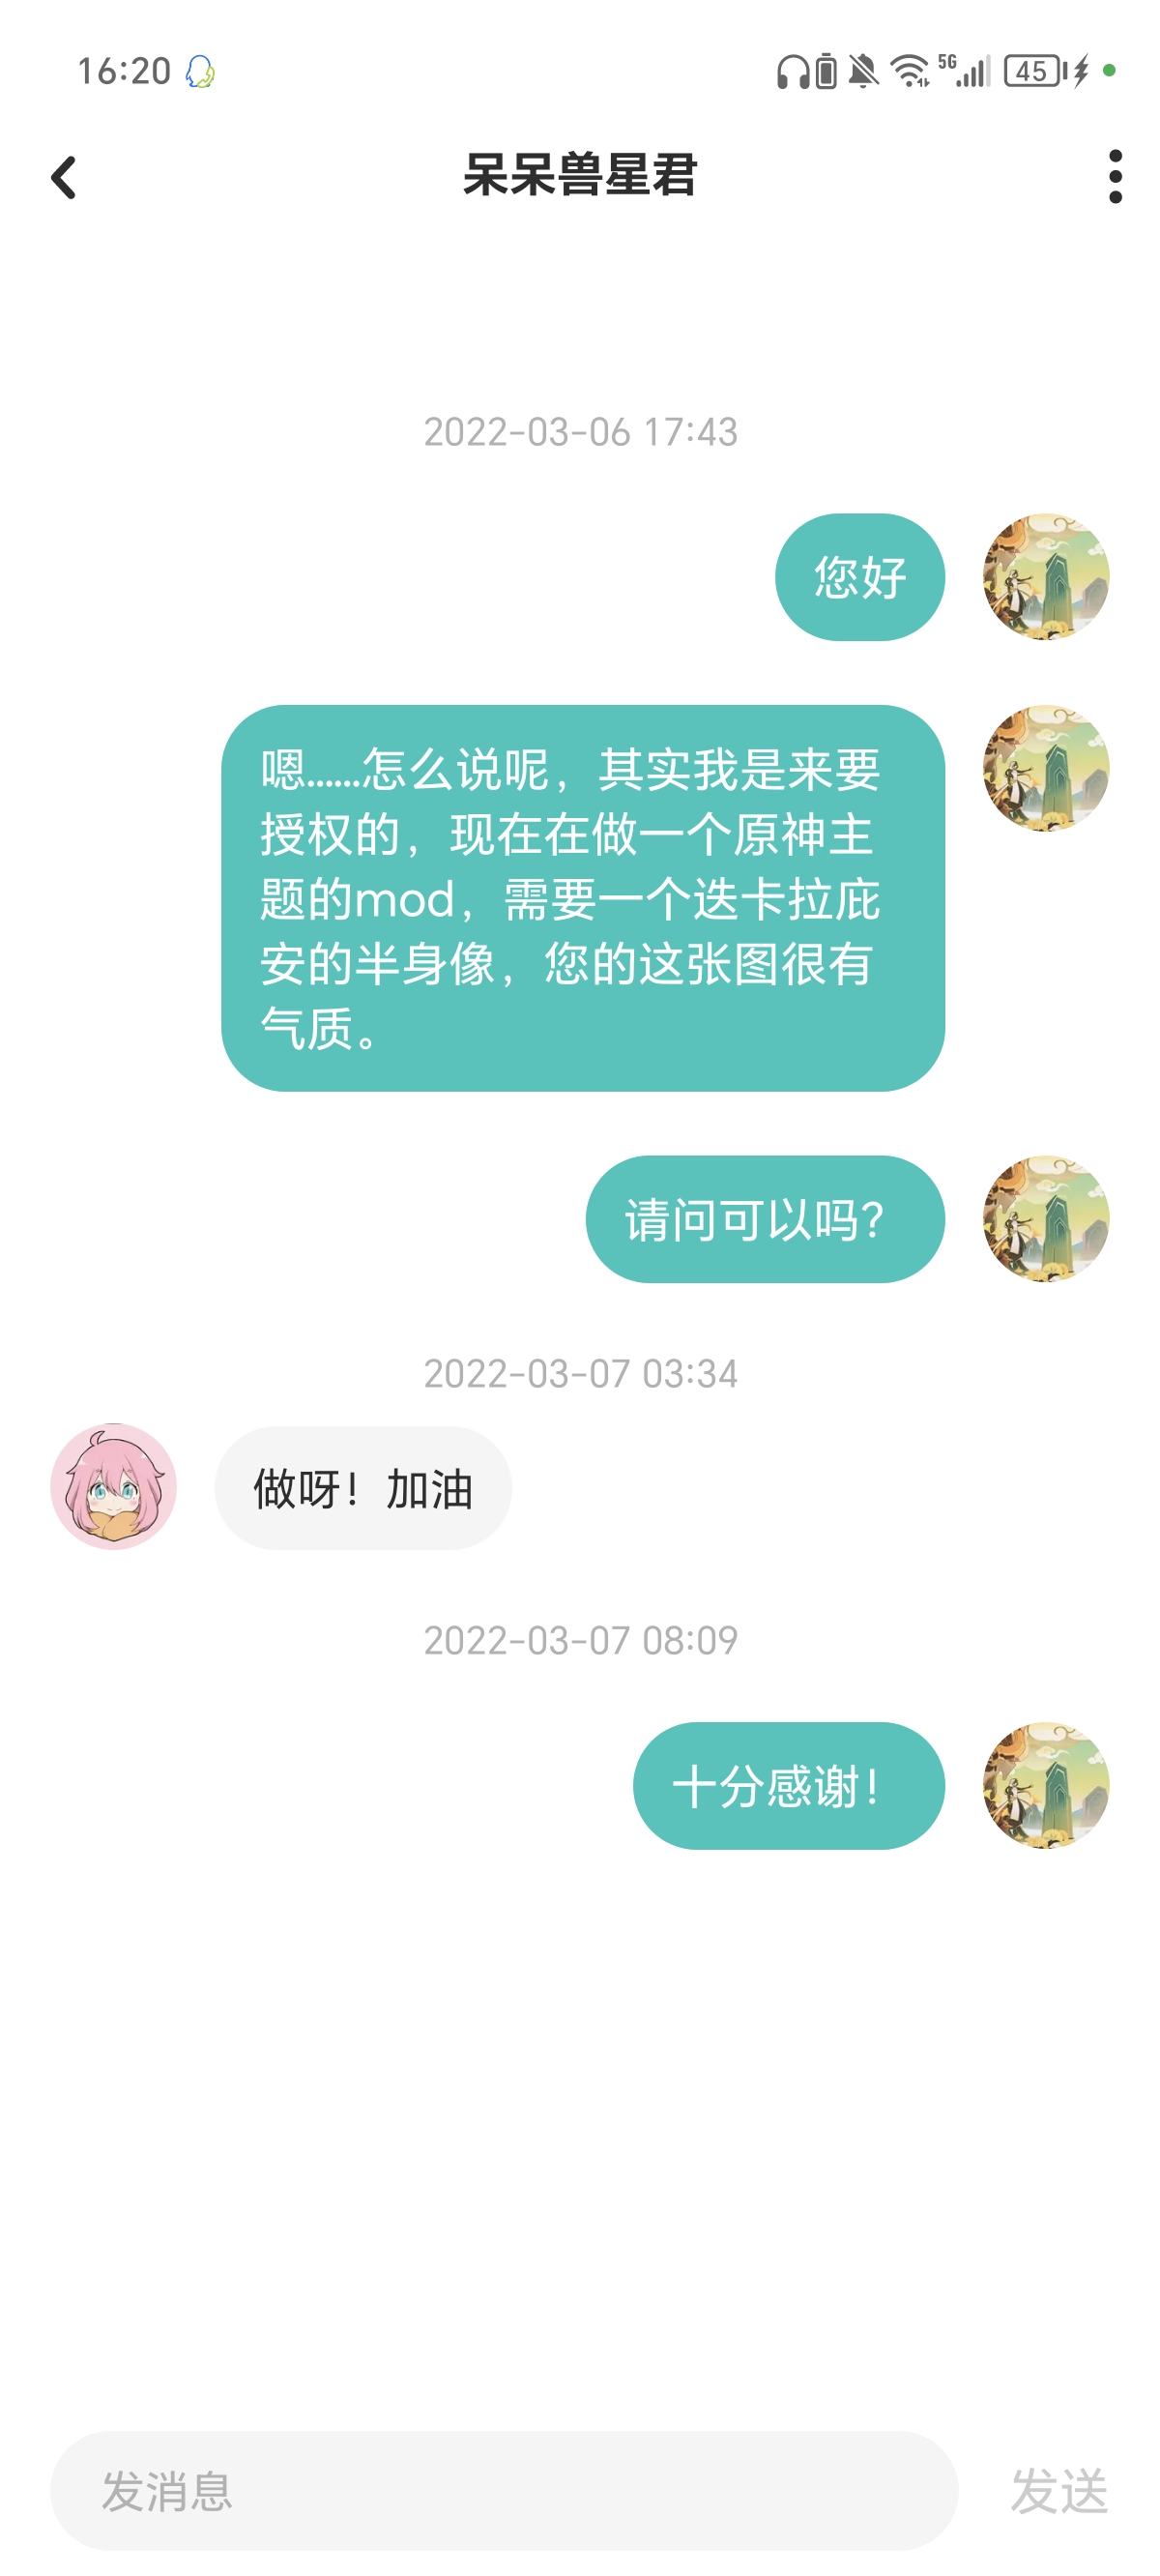 16:20
5G
45
呆呆兽星君
2022-03-06 17:43
您好
嗯……怎么说呢，其实我是来要
授权的，现在在做一个原神主
题的mod，需要一个迭卡拉庇
安的半身像，您的这张图很有
气质。
请问可以吗？
2022-03-07 03:34
做呀！加油
2022-03-07 08:09
十分感谢！
发消息
发送